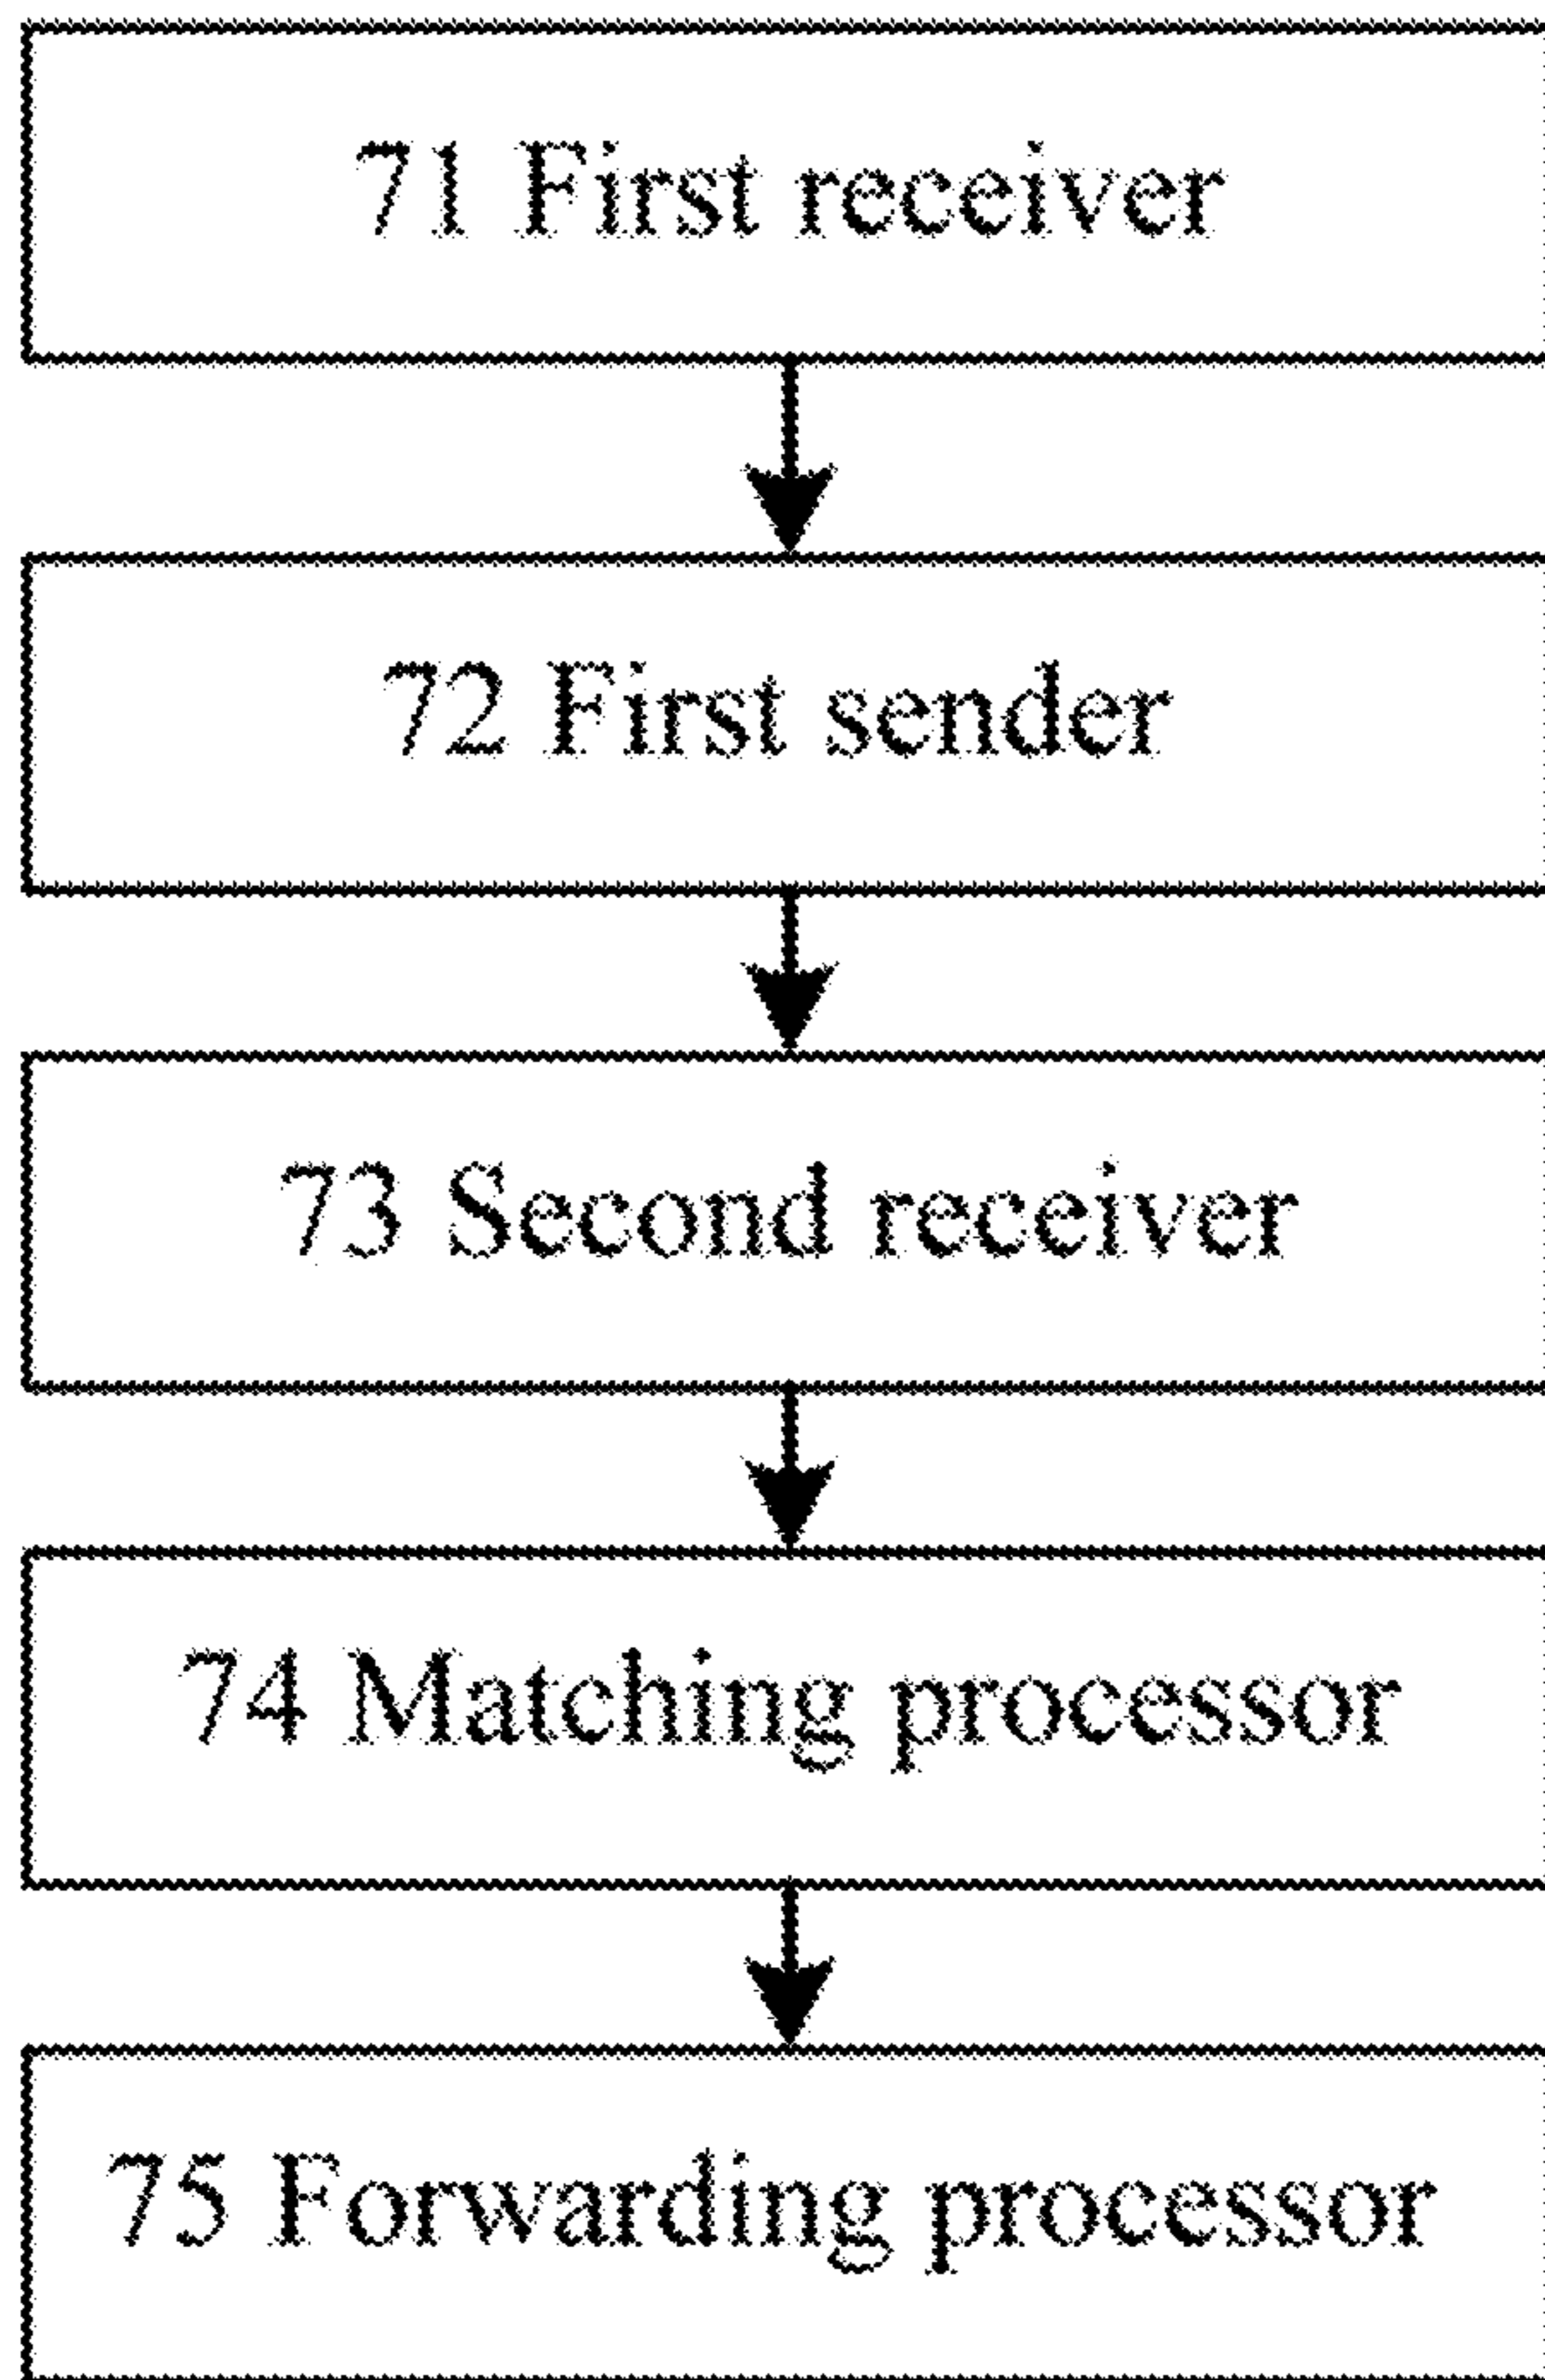 71 First receiver
72 First sender
73 Second receiver
74 Matching processor
75 Forwarding processor